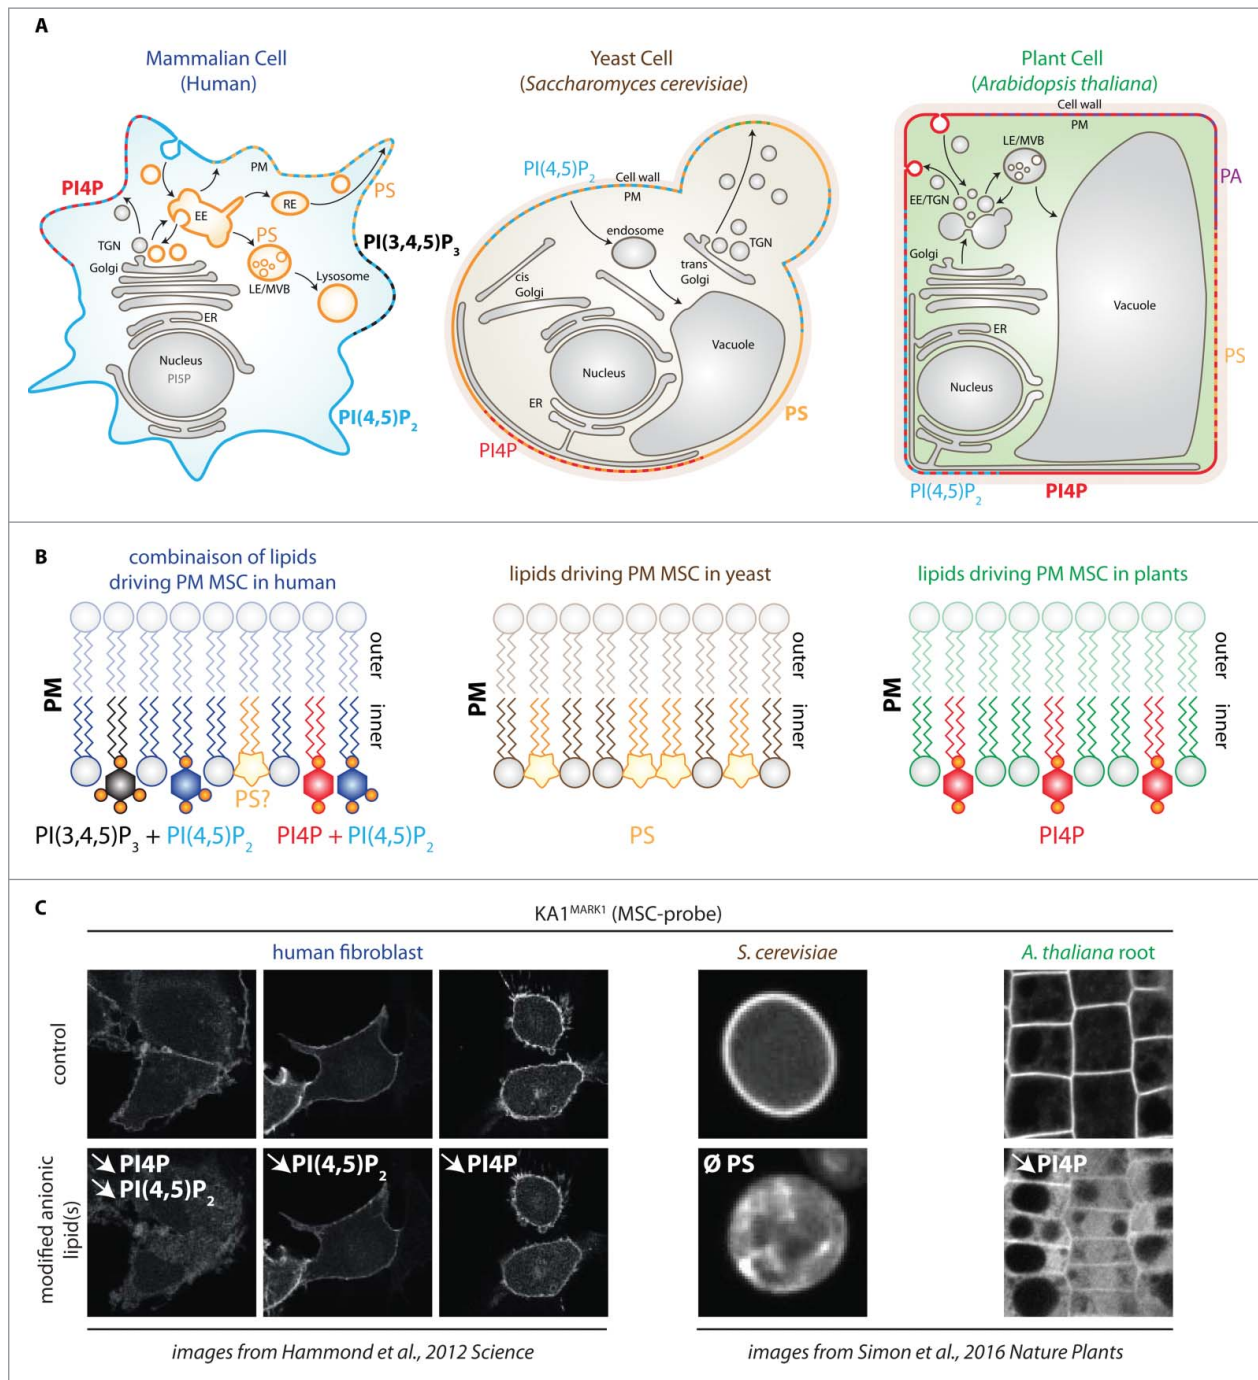 A
Mammalian Cell
(Human)
PI4P
PM
PS
EE
RE
PS
TGN
Golgi
LE/MVB
Lysosome
PI(3,4,5)P3
ER
Nucleus
PI5P
PI(4,5)P2
Yeast Cell
(Saccharomyces cerevisiae)
PI(4,5)P2
Cell wall
PM
endosome
TGN
trans
Golgi
cis
Golgi
Vacuole
Nucleus
ER
PS
PI4P
Plant Cell
(Arabidopsis thaliana)
Cell wall
PM
LE/MVB
PA
EE/TGN
Golgi
Vacuole
ER
PS
Nucleus
PI(4,5)P2
PI4P
B
combinaison of lipids
driving PM MSC in human
PM
outer
inner
PS?
PI(3,4,5)P3 + PI(4,5)P2
PI4P + PI(4,5)P2
lipids driving PM MSC in yeast
PM
outer
inner
PS
lipids driving PM MSC in plants
PM
outer
inner
PI4P
C
KA1MARK1 (MSC-probe)
human fibroblast
S. cerevisiae
A. thaliana root
control
modified anionic
lipid(s)
↘ PI4P
↘ PI(4,5)P2
↘ PI(4,5)P2
↘ PI4P
Ø PS
↘ PI4P
images from Hammond et al., 2012 Science
images from Simon et al., 2016 Nature Plants